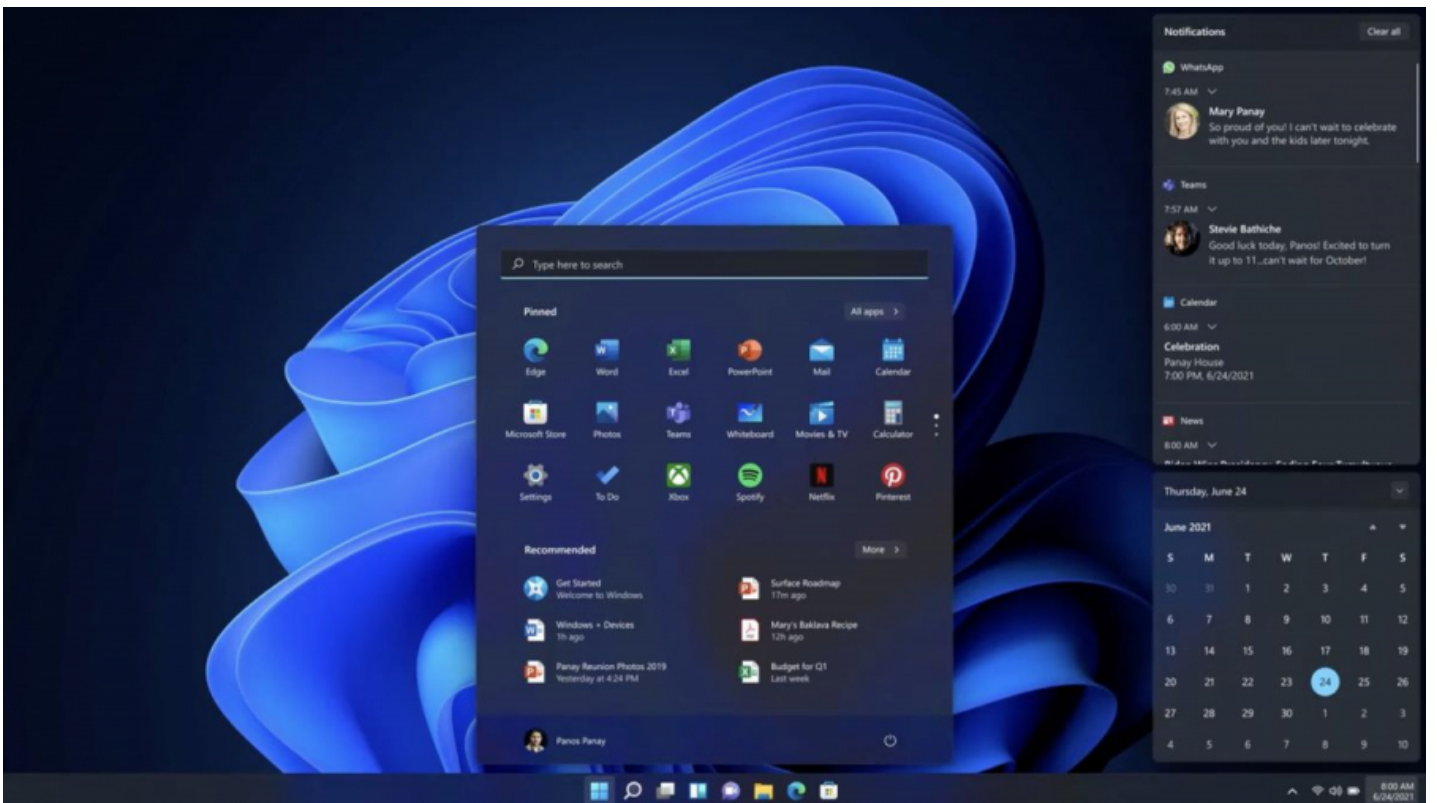 Type here to search
Pinned
All apps
Edge
Word
Excel
PowerPoint
Mail
Calendar
Microsoft Store
Photos
Teams
Whiteboard
Movies & TV
Calculator
Settings
To Do
Xbox
Spotify
Netflix
Pinterest
Recommended
More
Get Started
Welcome to Windows
Surface Roadmap
17m ago
Windows + Devices
1h ago
Mary's Baklava Recipe
12h ago
Panay Reunion Photos 2019
Yesterday at 4:24 PM
Budget for Q1
Last week
Panos Panay
Notifications
Clear all
WhatsApp
7:45 AM
Mary Panay
So proud of you! I can't wait to celebrate
with you and the kids later tonight.
Teams
7:57 AM
Stevie Bathiche
Good luck today, Panos! Excited to turn
it up to 11...can't wait for October!
Calendar
6:00 AM
Celebration
Panay House
7:00 PM, 6/24/2021
News
8:00 AM
Thursday, June 24
June 2021
S M T W T F S
30 31 1 2 3 4 5
6 7 8 9 10 11 12
13 14 15 16 17 18 19
20 21 22 23 24 25 26
27 28 29 30 1 2 3
4 5 6 7 8 9 10
8:00 AM
6/24/2021